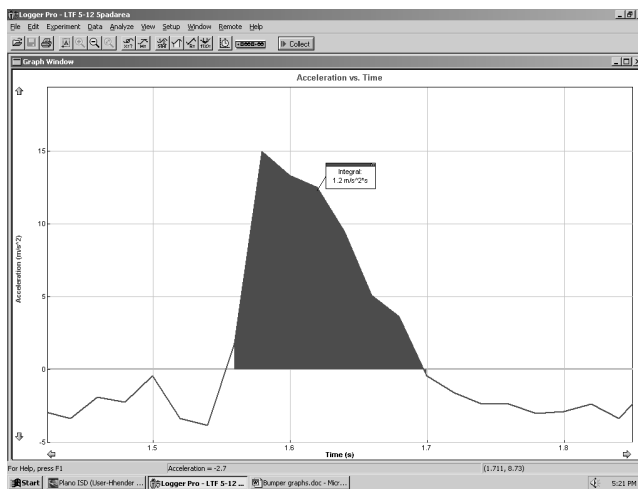 Logger Pro - LTF 5-12 Spadarea
File Edit Experiment Data Analyze View Setup Window Remote Help
Collect
Graph Window
Acceleration vs. Time
15
10
5
0
-5
Acceleration (m/s^2)
Integral:
1.2 m/s^2*s
1.5 1.6 1.7 1.8
Time (s)
For Help, press F1 Acceleration = -2.7 (1.711, 8.73)
Start Plano ISD (User-Hhender ... Logger Pro - LTF 5-12 ... Bumper graphs.doc - Micr... 5:21 PM